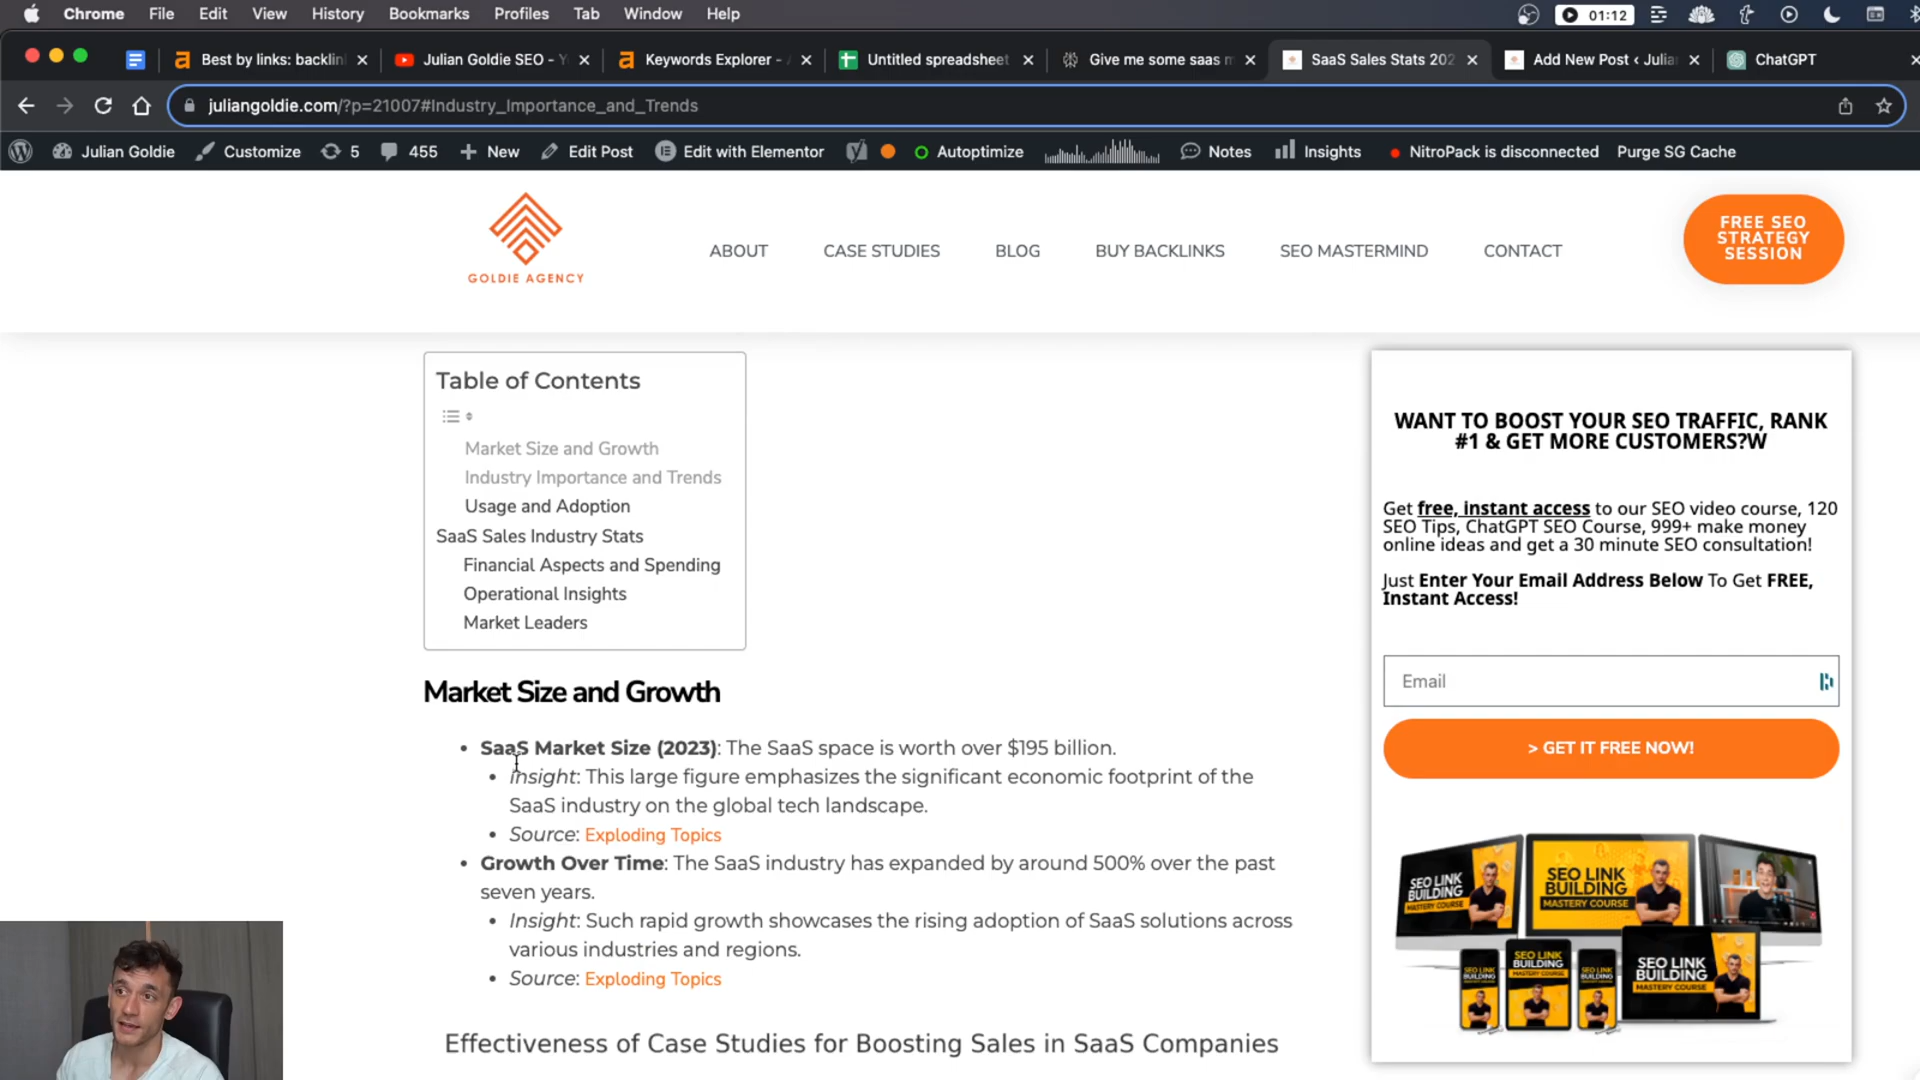 Chrome File Edit View History Bookmarks Profiles Tab Window Help 01:12
Best by links: backlin Julian Goldie SEO - Y Keywords Explorer - Untitled spreadsheet Give me some saas m SaaS Sales Stats 202 Add New Post ‹ Julia ChatGPT
juliangoldie.com/?p=21007#Industry_Importance_and_Trends
Julian Goldie Customize 5 455 New Edit Post Edit with Elementor Autoptimize Notes Insights NitroPack is disconnected Purge SG Cache
GOLDIE AGENCY
ABOUT CASE STUDIES BLOG BUY BACKLINKS SEO MASTERMIND CONTACT
FREE SEO
STRATEGY
SESSION
Table of Contents
Market Size and Growth
Industry Importance and Trends
Usage and Adoption
SaaS Sales Industry Stats
Financial Aspects and Spending
Operational Insights
Market Leaders
Market Size and Growth
• SaaS Market Size (2023): The SaaS space is worth over $195 billion.
• Insight: This large figure emphasizes the significant economic footprint of the
SaaS industry on the global tech landscape.
• Source: Exploding Topics
• Growth Over Time: The SaaS industry has expanded by around 500% over the past
seven years.
• Insight: Such rapid growth showcases the rising adoption of SaaS solutions across
various industries and regions.
• Source: Exploding Topics
Effectiveness of Case Studies for Boosting Sales in SaaS Companies
WANT TO BOOST YOUR SEO TRAFFIC, RANK
#1 & GET MORE CUSTOMERS?W
Get free, instant access to our SEO video course, 120
SEO Tips, ChatGPT SEO Course, 999+ make money
online ideas and get a 30 minute SEO consultation!
Just Enter Your Email Address Below To Get FREE,
Instant Access!
Email
> GET IT FREE NOW!
SEO LINK
BUILDING
MASTERY COURSE
SEO LINK
BUILDING
MASTERY COURSE
SEO LINK
BUILDING
SEO LINK
BUILDING
SEO LINK
BUILDING
SEO LINK
BUILDING
MASTERY COURSE